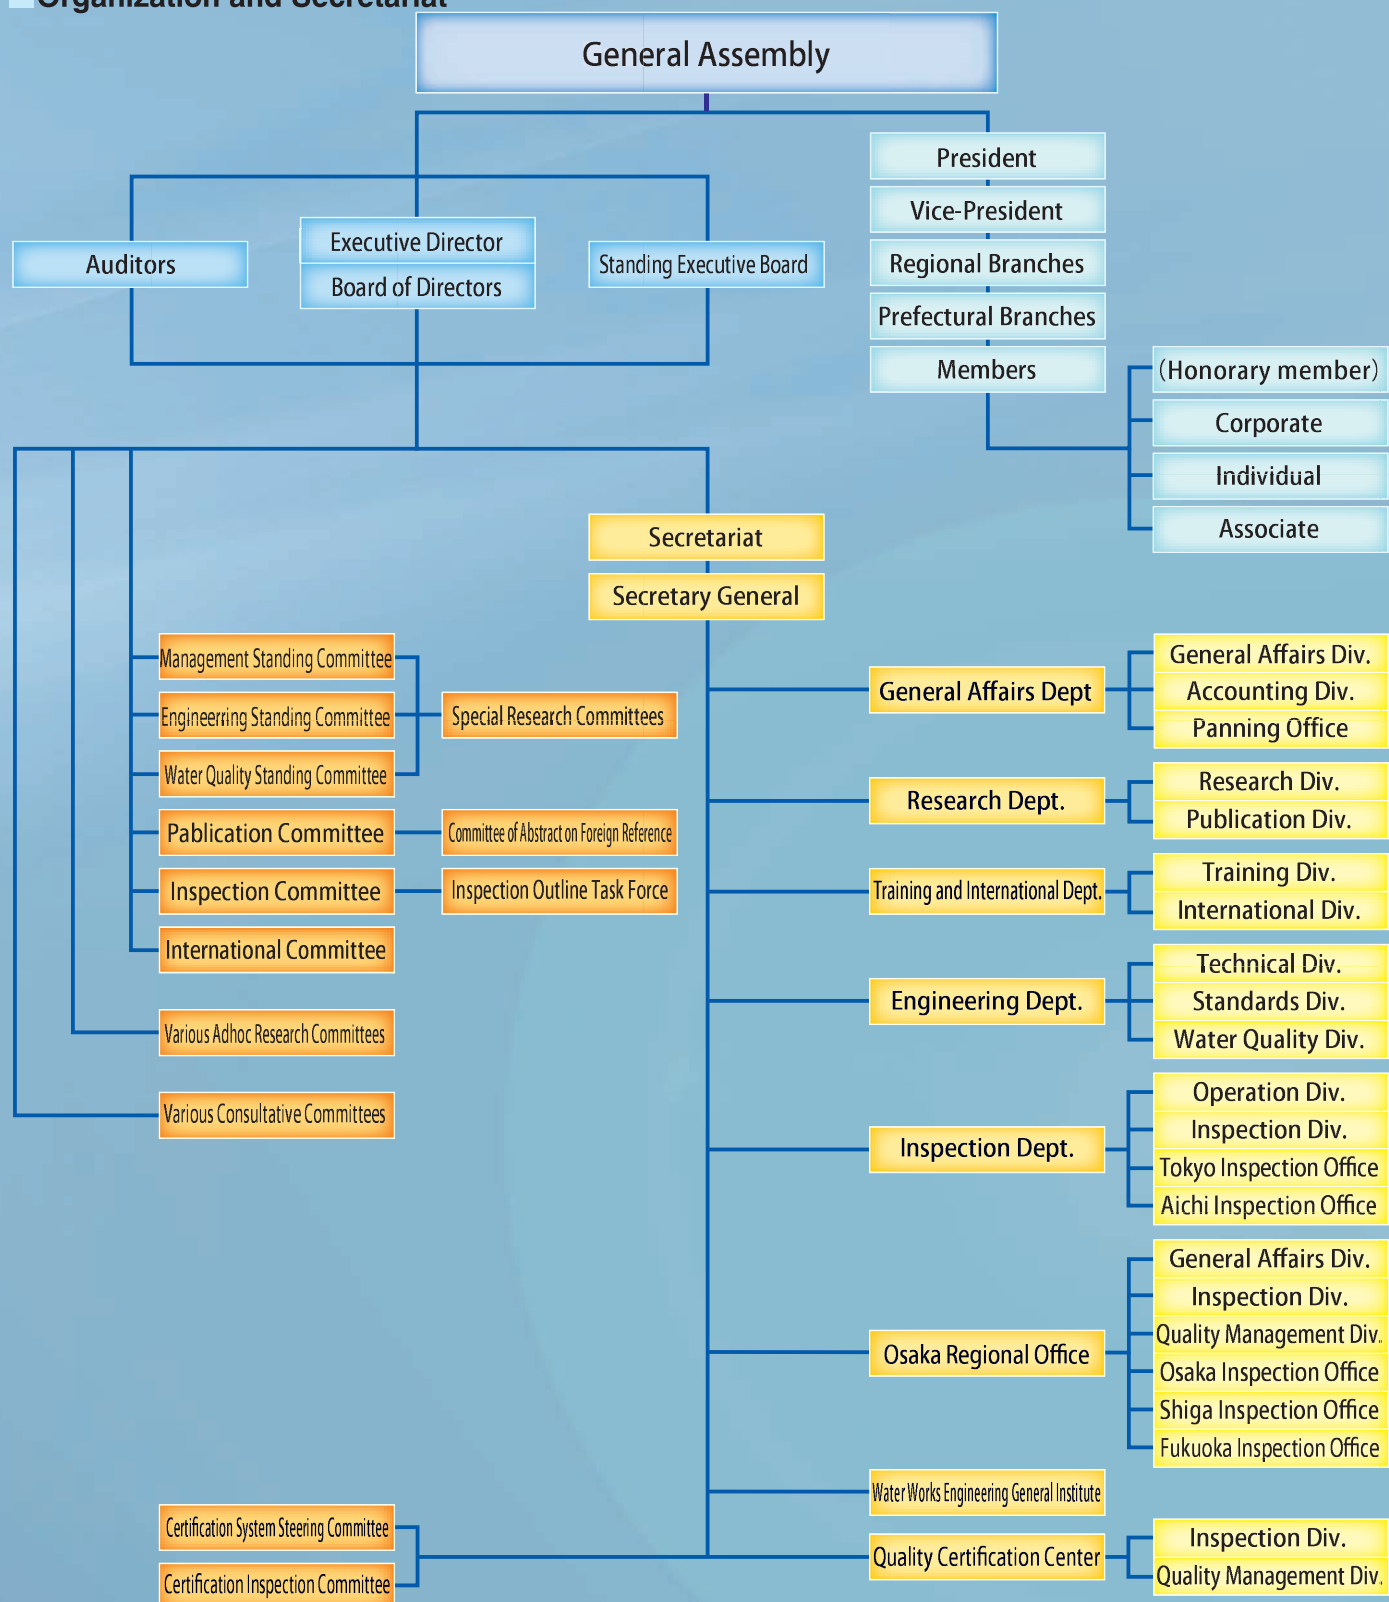 Organization and Secretariat
General Assembly
President
Vice-President
Regional Branches
Prefectural Branches
Members
(Honorary member)
Corporate
Individual
Associate
Auditors
Executive Director
Board of Directors
Standing Executive Board
Secretariat
Secretary General
Management Standing Committee
Engineerring Standing Committee
Water Quality Standing Committee
Special Research Committees
Pablication Committee
Committee of Abstract on Foreign Reference
Inspection Committee
Inspection Outline Task Force
International Committee
Various Adhoc Research Committees
Various Consultative Committees
General Affairs Dept
General Affairs Div.
Accounting Div.
Panning Office
Research Dept.
Research Div.
Publication Div.
Training and International Dept.
Training Div.
International Div.
Engineering Dept.
Technical Div.
Standards Div.
Water Quality Div.
Inspection Dept.
Operation Div.
Inspection Div.
Tokyo Inspection Office
Aichi Inspection Office
Osaka Regional Office
General Affairs Div.
Inspection Div.
Quality Management Div.
Osaka Inspection Office
Shiga Inspection Office
Fukuoka Inspection Office
Water Works Engineering General Institute
Quality Certification Center
Inspection Div.
Quality Management Div.
Certification System Steering Committee
Certification Inspection Committee